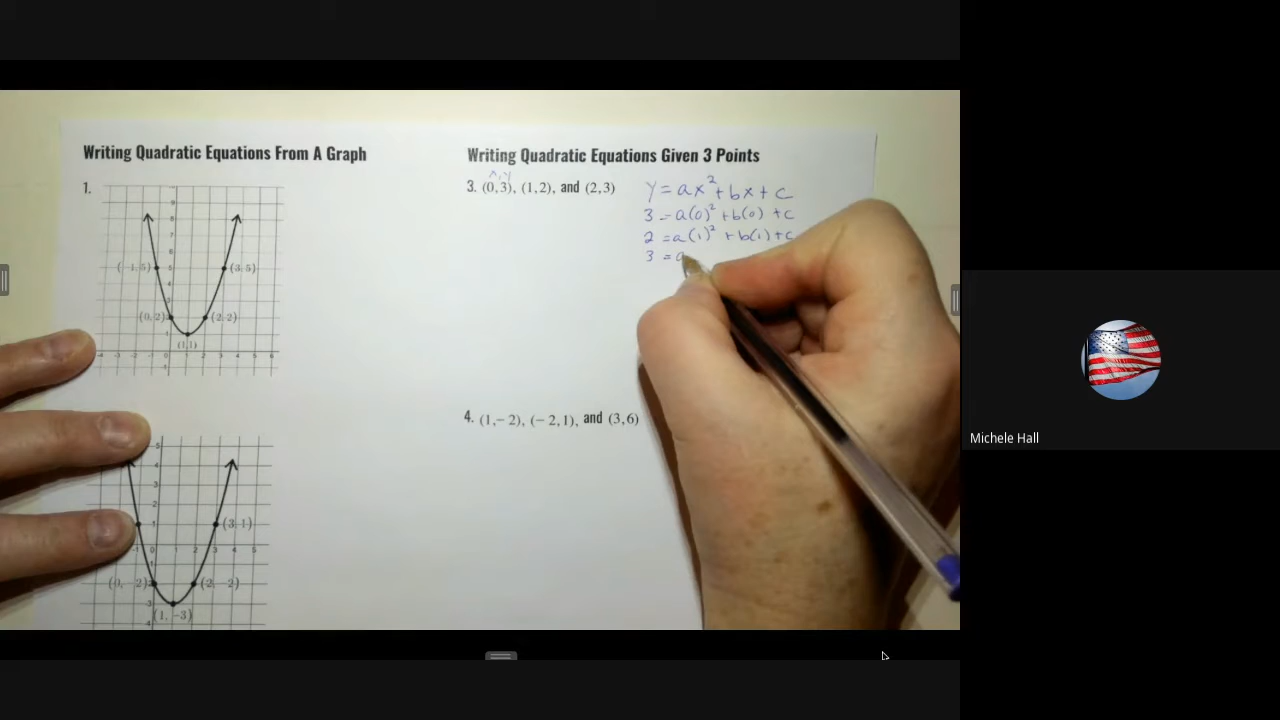 Writing Quadratic Equations From A Graph
1.
(-1,5)
(3,5)
(0,2)
(2,2)
(1,1)
(3,1)
(0,-2)
(2,-2)
(1,-3)
Writing Quadratic Equations Given 3 Points
x,y
3. (0,3), (1,2), and (2,3)
y=ax²+bx+c
3=a(0)²+b(0)+c
2=a(1)²+b(1)+c
3=a
4. (1,-2), (-2,1), and (3,6)
Michele Hall